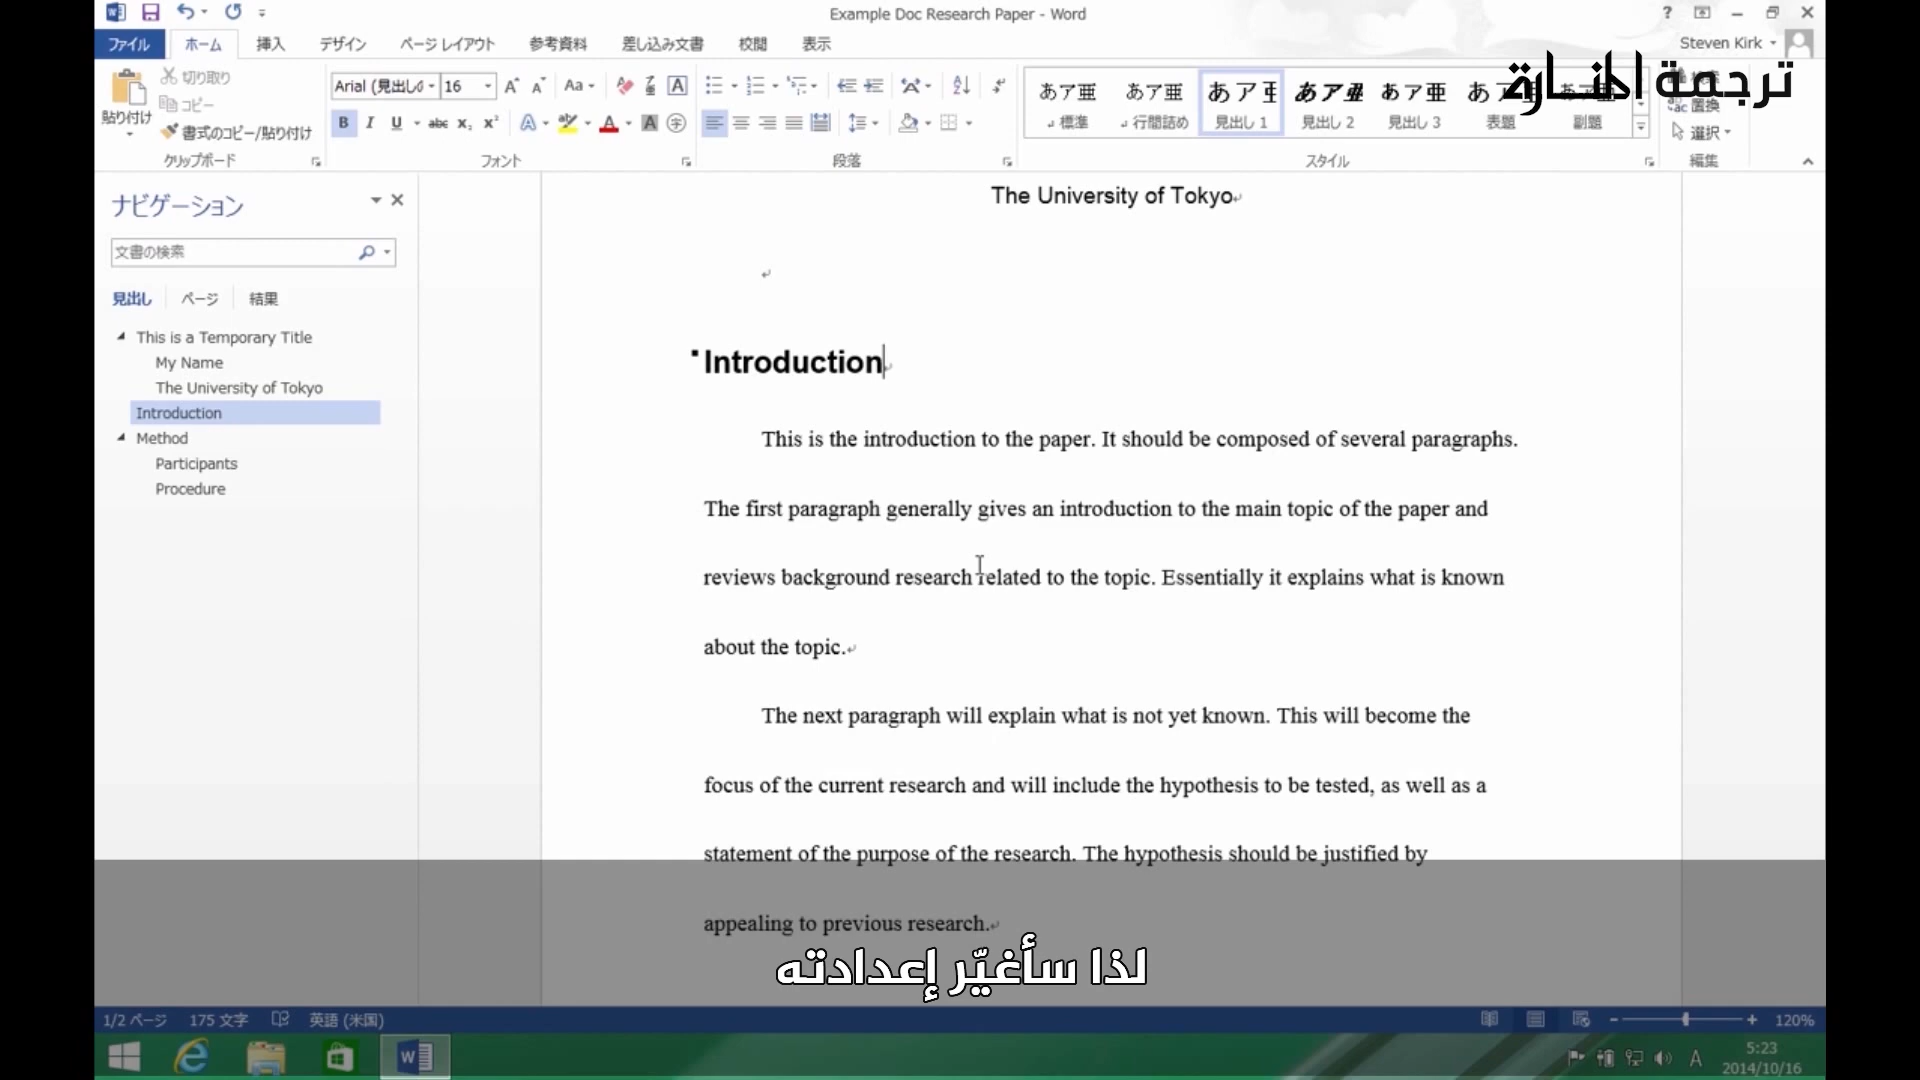 Example Doc Research Paper - Word
ファイル ホーム 挿入 デザイン ページ レイアウト 参考資料 差し込み文書 校閲 表示
Steven Kirk
ترجمة المنارة
貼り付け
切り取り
コピー
書式のコピー/貼り付け
クリップボード
Arial (見出しの 16
フォント
段落
あア亜 あア亜 あア亜 あア亜 あア亜
標準 行間詰め 見出し 1 見出し 2 見出し 3 表題 副題
スタイル
置換
選択
編集
ナビゲーション
文書の検索
見出し ページ 結果
This is a Temporary Title
My Name
The University of Tokyo
Introduction
Method
Participants
Procedure
The University of Tokyo
Introduction
This is the introduction to the paper. It should be composed of several paragraphs.
The first paragraph generally gives an introduction to the main topic of the paper and
reviews background research related to the topic. Essentially it explains what is known
about the topic.
The next paragraph will explain what is not yet known. This will become the
focus of the current research and will include the hypothesis to be tested, as well as a
statement of the purpose of the research. The hypothesis should be justified by
appealing to previous research.
لذا سأغيّر إعدادته
1/2 ページ 175 文字 英語 (米国)
120%
A
5:23
2014/10/16